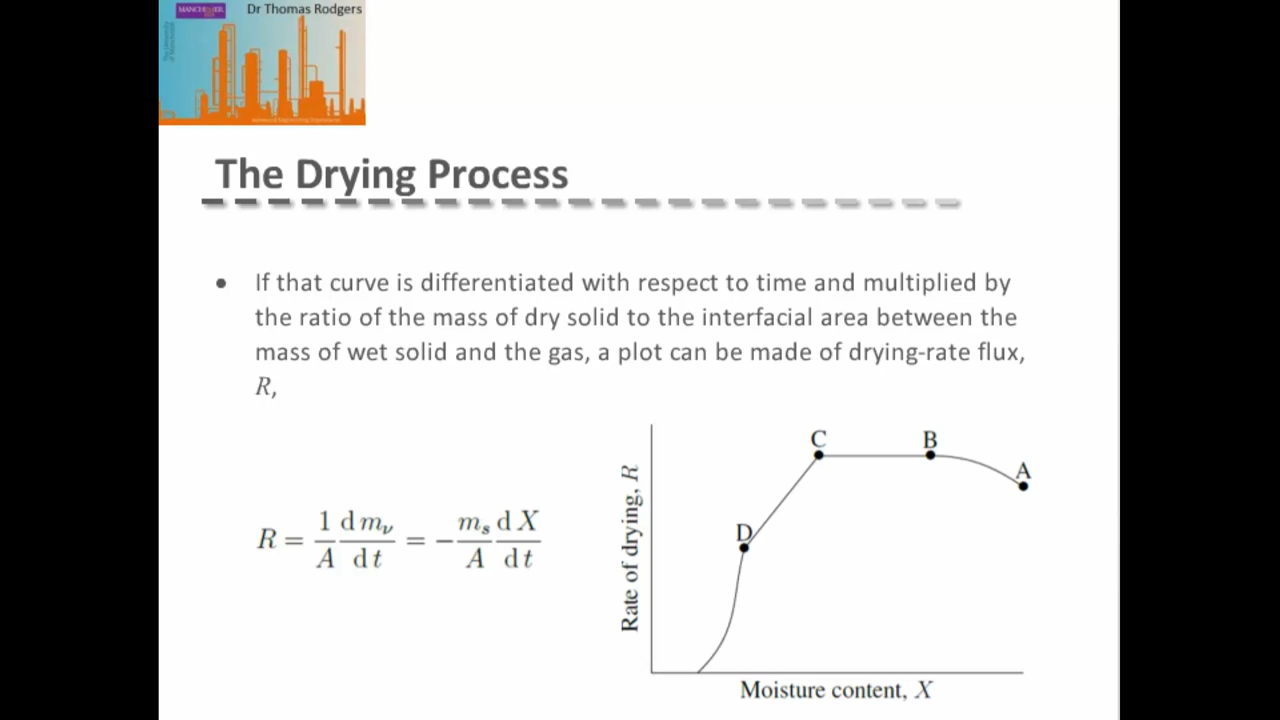 MANCHESTER
Dr Thomas Rodgers
The Drying Process
• If that curve is differentiated with respect to time and multiplied by
the ratio of the mass of dry solid to the interfacial area between the
mass of wet solid and the gas, a plot can be made of drying-rate flux,
R,
R = 1/A dmᵥ/dt = − mₛ/A dX/dt
C
B
A
D
Rate of drying, R
Moisture content, X